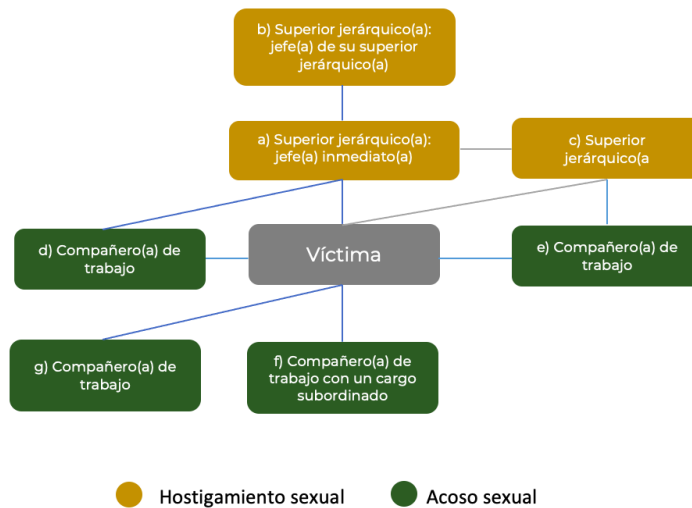 b) Superior jerárquico(a):
jefe(a) de su superior
jerárquico(a)
a) Superior jerárquico(a):
jefe(a) inmediato(a)
c) Superior
jerárquico(a
d) Compañero(a) de
trabajo
Víctima
e) Compañero(a) de
trabajo
g) Compañero(a) de
trabajo
f) Compañero(a) de
trabajo con un cargo
subordinado
Hostigamiento sexual
Acoso sexual